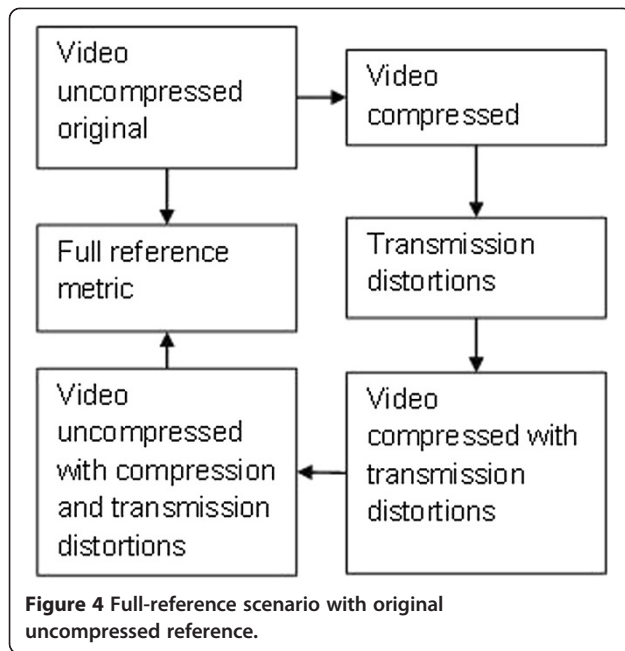 Video
uncompressed
original
Video
compressed
Full reference
metric
Transmission
distortions
Video
uncompressed
with compression
and transmission
distortions
Video
compressed with
transmission
distortions
Figure 4 Full-reference scenario with original
uncompressed reference.